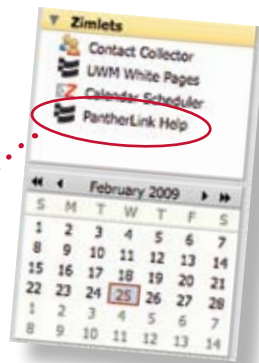 Zimlets
Contact Collector
UWM White Pages
Calendar Scheduler
PantherLink Help
February 2009
S M T W T F S
1 2 3 4 5 6 7
8 9 10 11 12 13 14
15 16 17 18 19 20 21
22 23 24 25 26 27 28
1 2 3 4 5 6 7
8 9 10 11 12 13 14